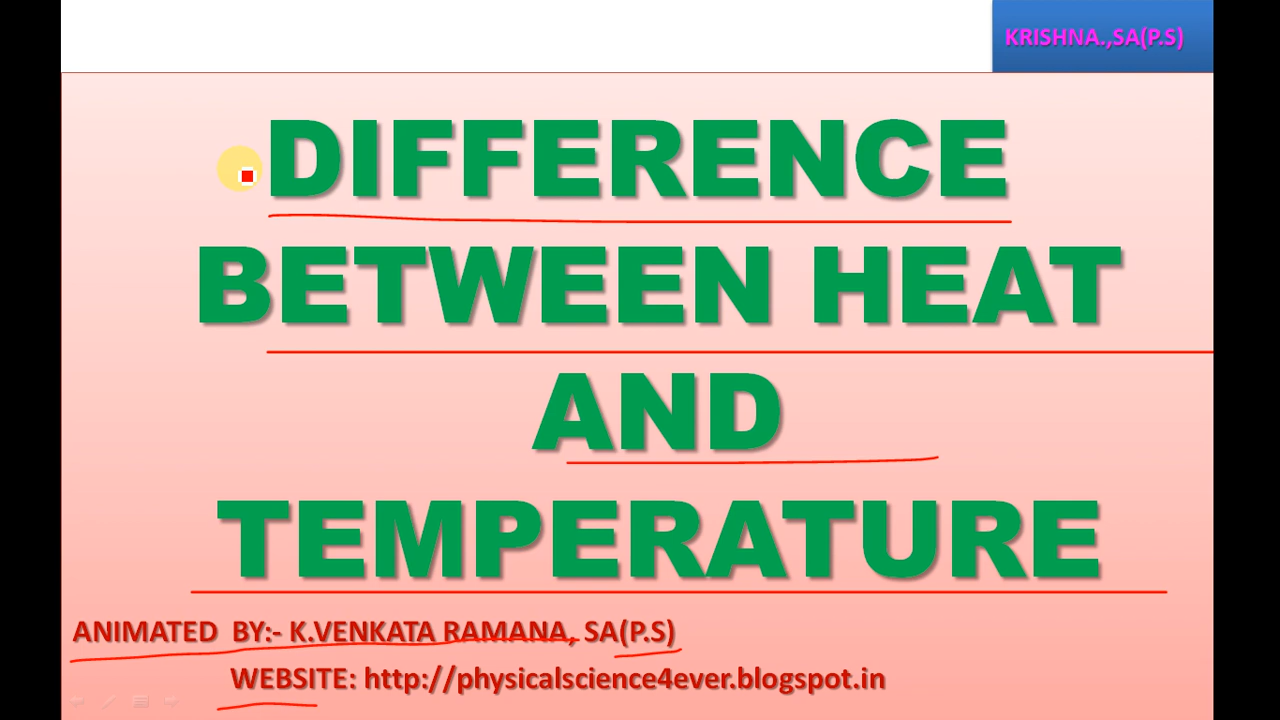 KRISHNA.,SA(P.S)
DIFFERENCE
BETWEEN HEAT
AND
TEMPERATURE
ANIMATED BY:- K.VENKATA RAMANA, SA(P.S)
WEBSITE: http://physicalscience4ever.blogspot.in